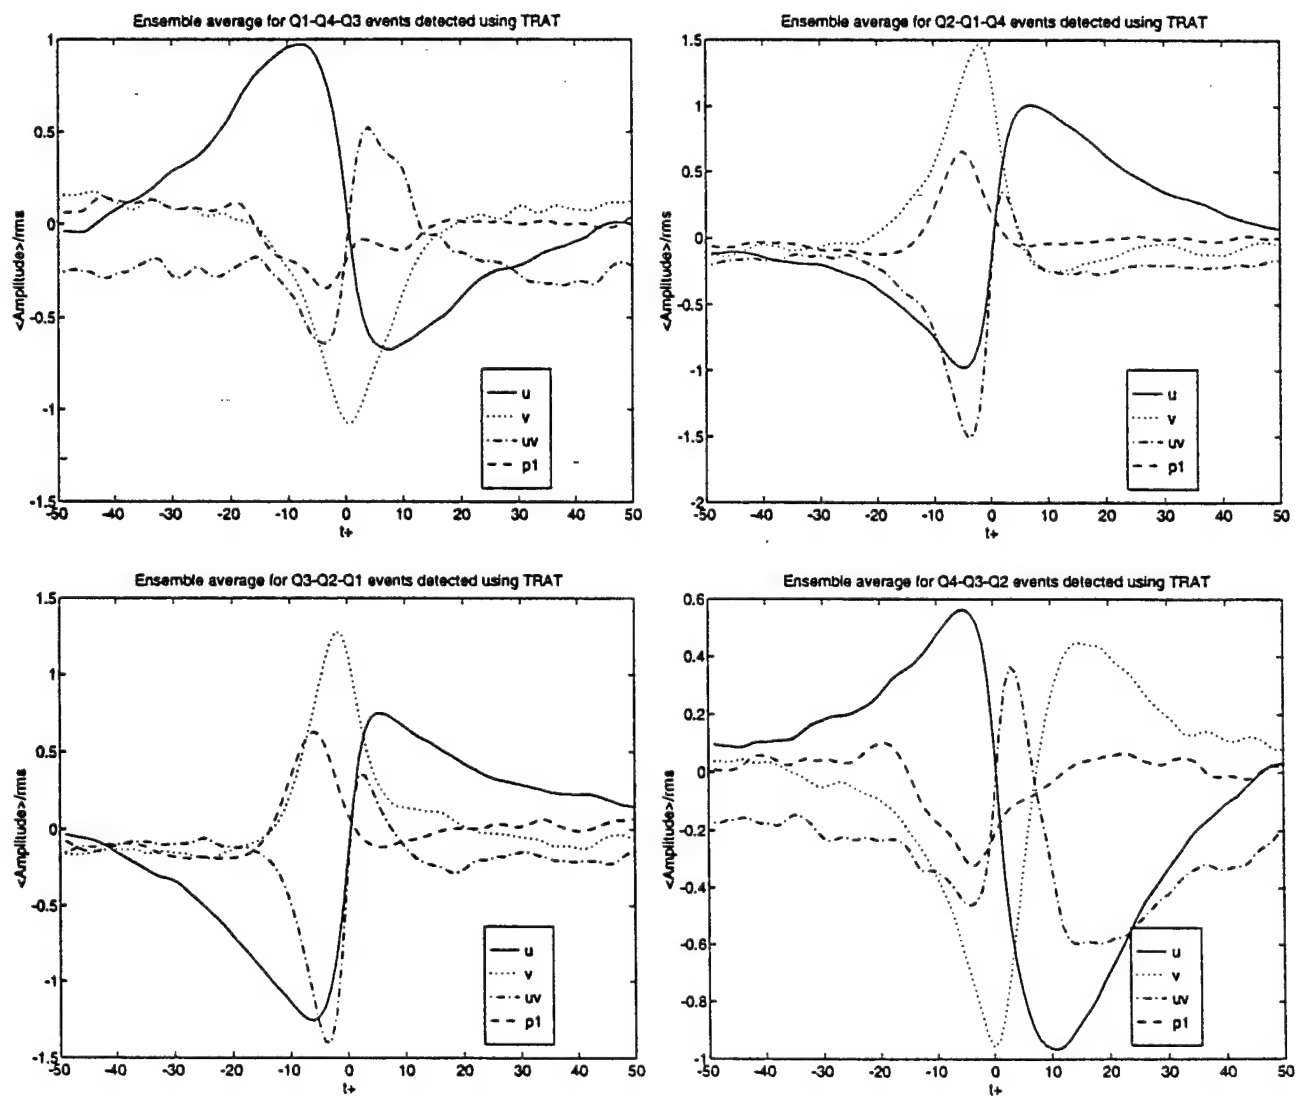 Ensemble average for Q1-Q4-Q3 events detected using TRAT
1
0.5
0
-0.5
-1
-1.5
<Amplitude>/rms
-50 -40 -30 -20 -10 0 10 20 30 40 50
t+
u
v
uv
p1
Ensemble average for Q2-Q1-Q4 events detected using TRAT
1.5
1
0.5
0
-0.5
-1
-1.5
-2
<Amplitude>/rms
-50 -40 -30 -20 -10 0 10 20 30 40 50
t+
u
v
uv
p1
Ensemble average for Q3-Q2-Q1 events detected using TRAT
1.5
1
0.5
0
-0.5
-1
-1.5
<Amplitude>/rms
-50 -40 -30 -20 -10 0 10 20 30 40 50
t+
u
v
uv
p1
Ensemble average for Q4-Q3-Q2 events detected using TRAT
0.6
0.4
0.2
0
-0.2
-0.4
-0.6
-0.8
-1
<Amplitude>/rms
-50 -40 -30 -20 -10 0 10 20 30 40 50
t+
u
v
uv
p1